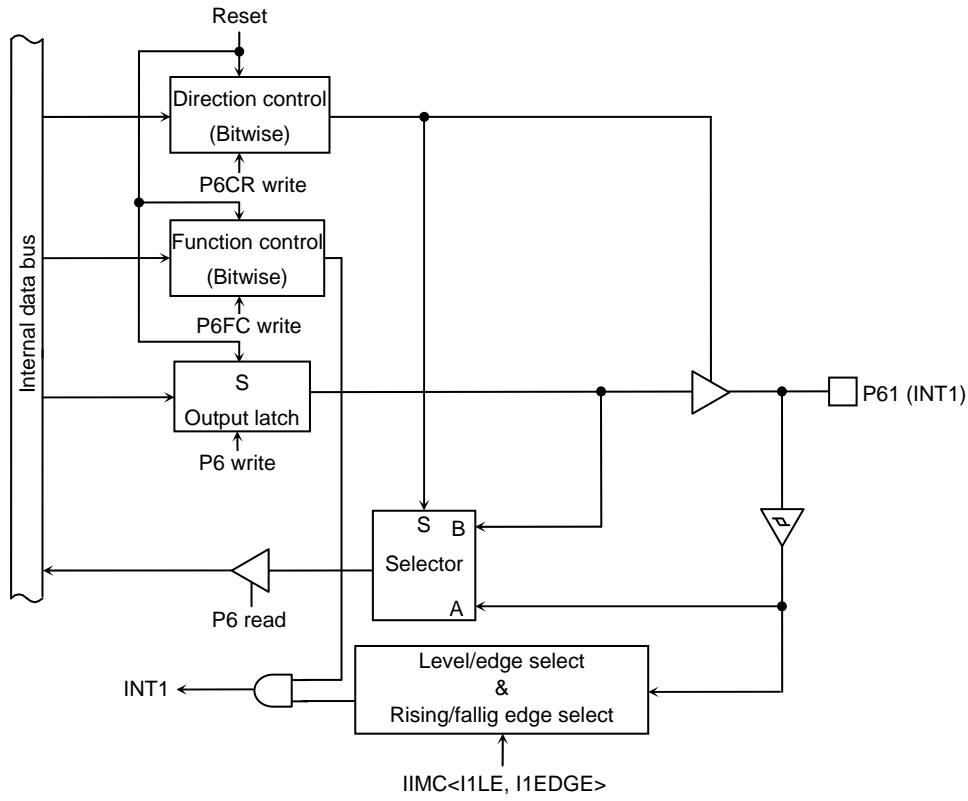 Reset
Direction control
(Bitwise)
P6CR write
Internal data bus
Function control
(Bitwise)
P6FC write
S
Output latch
P6 write
P61 (INT1)
S
B
Selector
A
P6 read
Level/edge select
&
Rising/fallig edge select
INT1
IIMC<I1LE, I1EDGE>